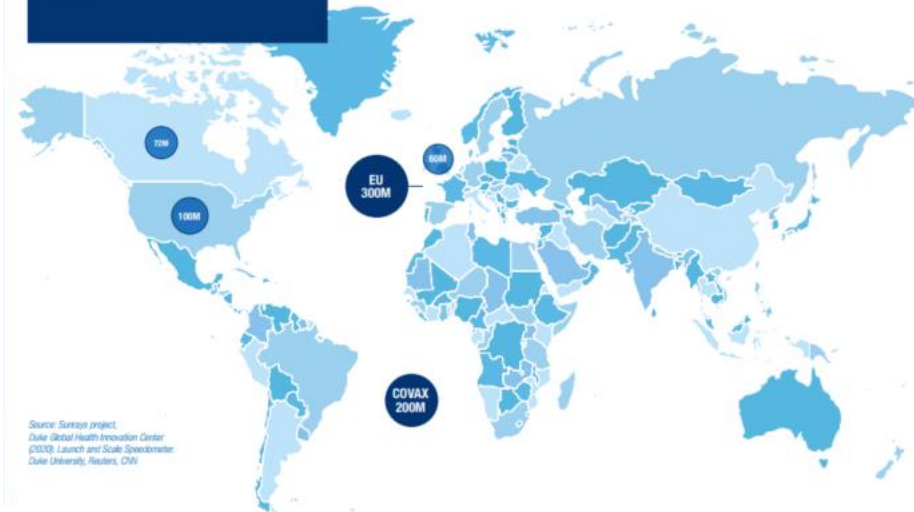 72M
100M
60M
EU
300M
COVAX
200M
Source: Sunrays project,
Duke Global Health Innovation Center
(2020). Launch and Scale Speedometer.
Duke University, Reuters, CNN